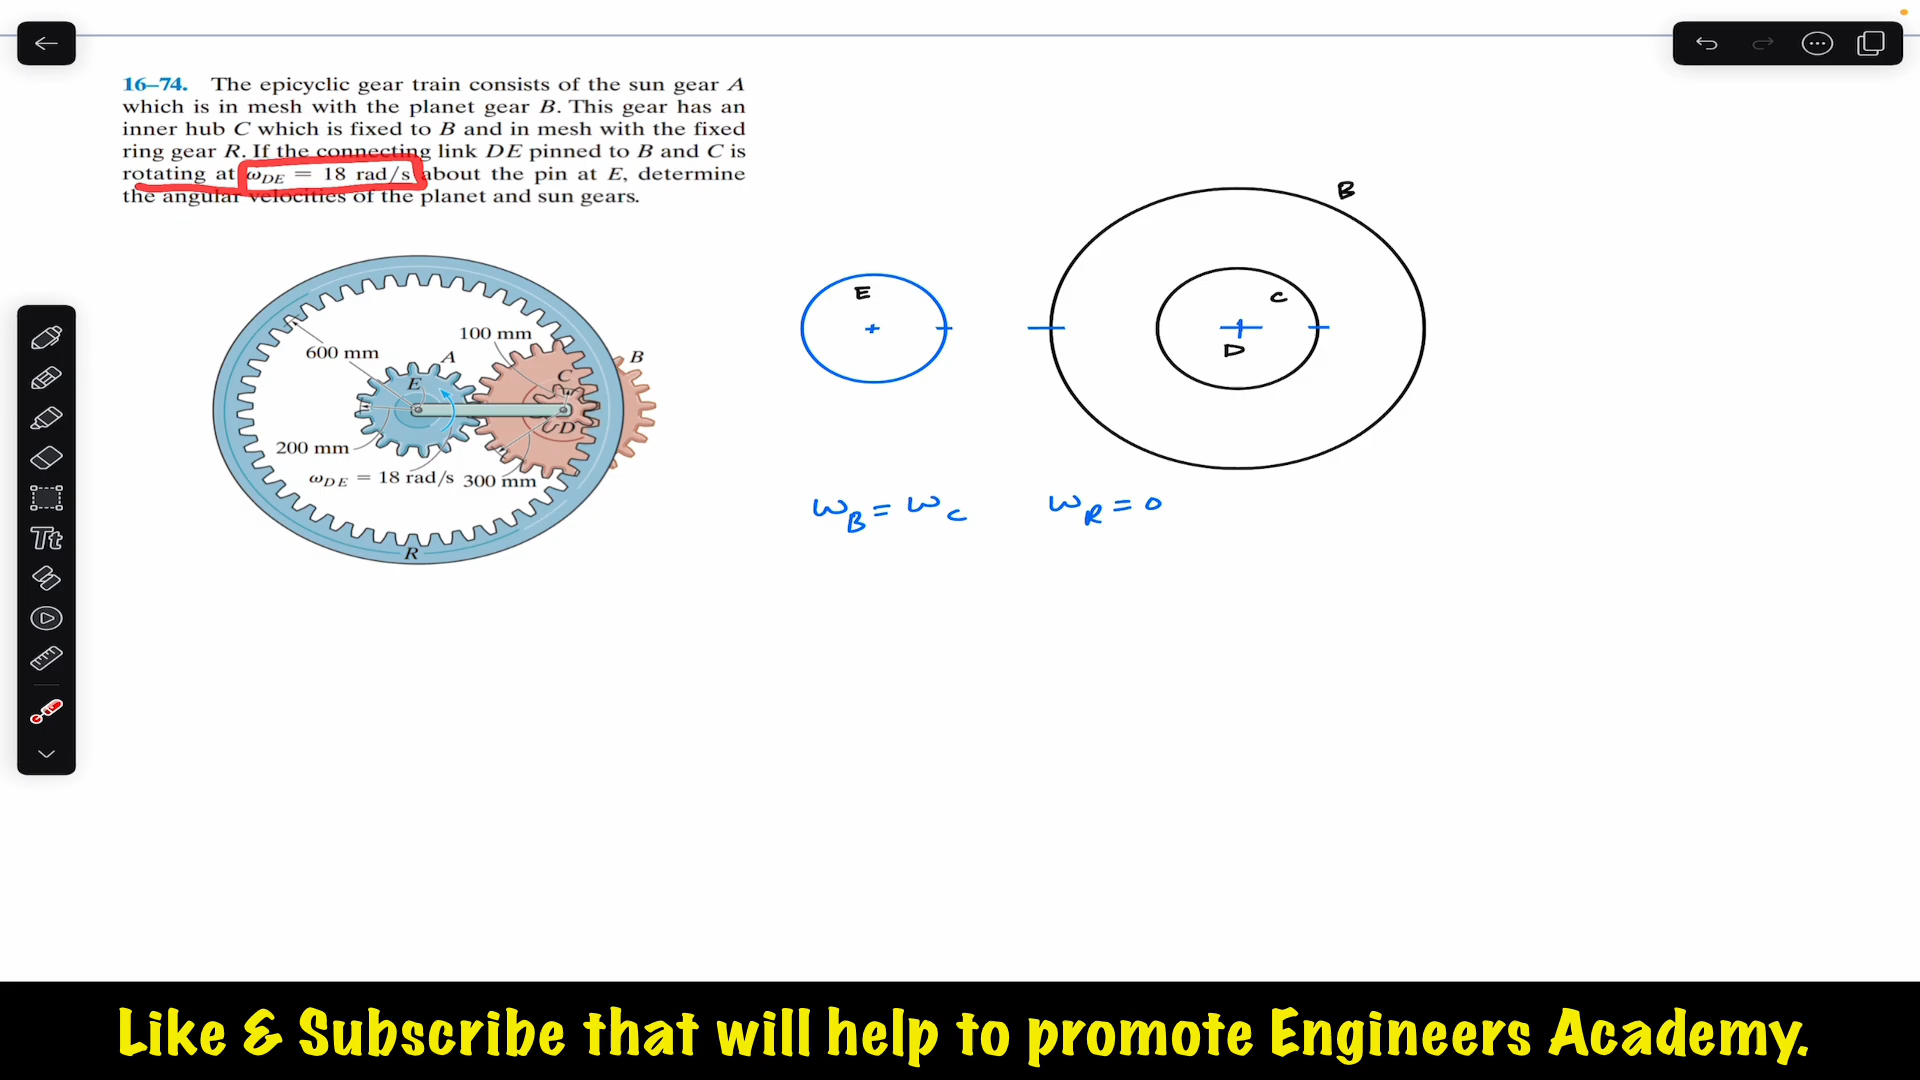 16–74. The epicyclic gear train consists of the sun gear A
which is in mesh with the planet gear B. This gear has an
inner hub C which is fixed to B and in mesh with the fixed
ring gear R. If the connecting link DE pinned to B and C is
rotating at ωDE = 18 rad/s about the pin at E, determine
the angular velocities of the planet and sun gears.
600 mm
100 mm
A
B
E
C
D
200 mm
ωDE = 18 rad/s
300 mm
R
B
E
C
D
ωB = ωC
ωR = 0
Tt
Like & Subscribe that will help to promote Engineers Academy.